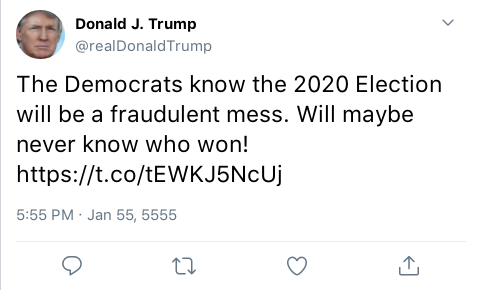 Donald J. Trump
@realDonaldTrump
The Democrats know the 2020 Election
will be a fraudulent mess. Will maybe
never know who won!
https://t.co/tEWKJ5NcUj
5:55 PM · Jan 55, 5555